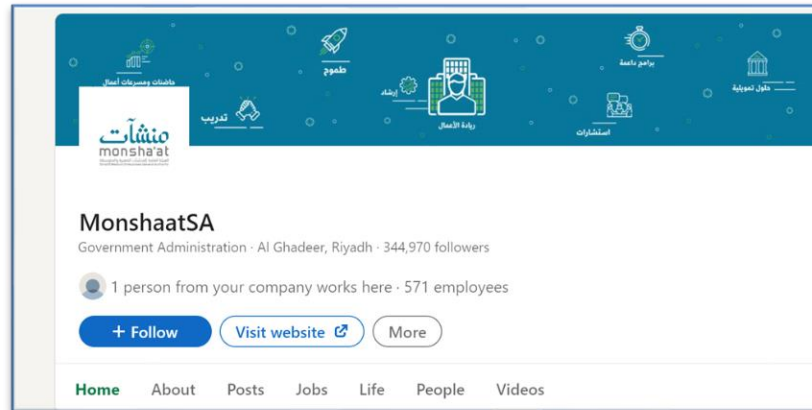 حاضنات ومسرعات أعمال
طموح
تدريب
إرشاد
ريادة الأعمال
برامج داعمة
استشارات
حلول تمويلية
منشآت
monsha'at
MonshaatSA
Government Administration · Al Ghadeer, Riyadh · 344,970 followers
1 person from your company works here · 571 employees
+ Follow
Visit website
More
Home About Posts Jobs Life People Videos